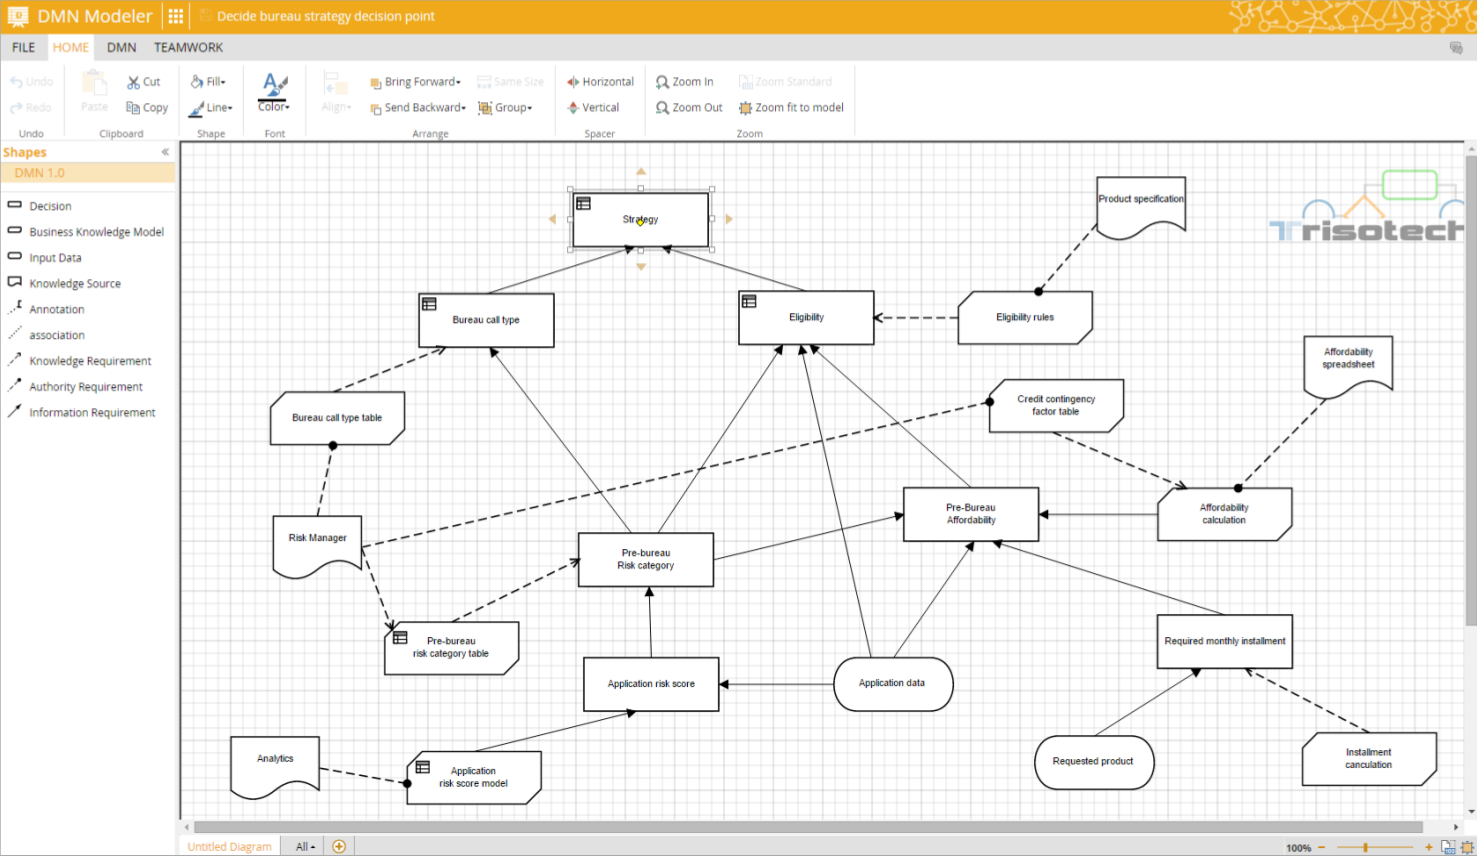 DMN Modeler
Decide bureau strategy decision point
FILE
HOME
DMN
TEAMWORK
Undo
Redo
Undo
Paste
Cut
Copy
Clipboard
Fill
Line
Shape
Color
Font
Align
Bring Forward
Send Backward
Same Size
Group
Arrange
Horizontal
Vertical
Spacer
Zoom In
Zoom Out
Zoom Standard
Zoom fit to model
Zoom
Shapes
DMN 1.0
Decision
Business Knowledge Model
Input Data
Knowledge Source
Annotation
association
Knowledge Requirement
Authority Requirement
Information Requirement
Strategy
Product specification
Trisotech
Bureau call type
Eligibility
Eligibility rules
Affordability
spreadsheet
Bureau call type table
Credit contingency
factor table
Risk Manager
Pre-Bureau
Affordability
Affordability
calculation
Pre-bureau
Risk category
Pre-bureau
risk category table
Required monthly installment
Application risk score
Application data
Analytics
Application
risk score model
Requested product
Installment
canculation
Untitled Diagram
All
100%